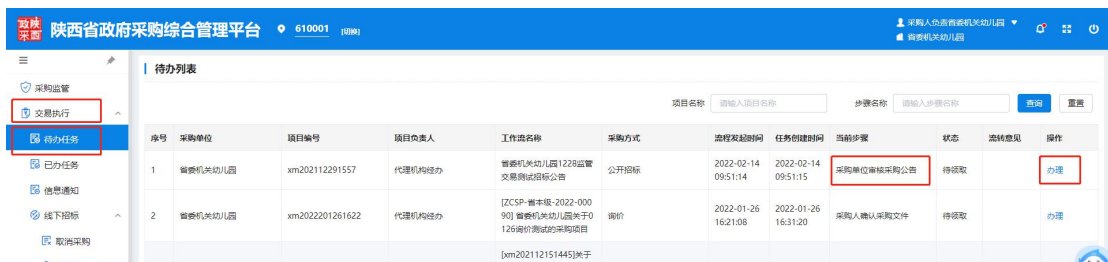 政陕
采西
陕西省政府采购综合管理平台
610001 [切换]
采购人负责省委机关幼儿园
省委机关幼儿园
采购监管
交易执行
待办任务
已办任务
信息通知
线下招标
取消采购
待办列表
项目名称 请输入项目名称 步骤名称 请输入步骤名称 查询 重置
序号 采购单位 项目编号 项目负责人 工作流名称 采购方式 流程发起时间 任务创建时间 当前步骤 状态 流转意见 操作
1 省委机关幼儿园 xm202112291557 代理机构经办 省委机关幼儿园1228监管 公开招标 2022-02-14 2022-02-14 采购单位审核采购公告 待领取 办理
交易测试招标公告 09:51:14 09:51:15
[ZCSP-省本级-2022-000
2 省委机关幼儿园 xm2022201261622 代理机构经办 90] 省委机关幼儿园关于0 询价 2022-01-26 2022-01-26 采购人确认采购文件 待领取 办理
126询价测试的采购项目 16:21:08 16:31:20
[xm202112151445]关于